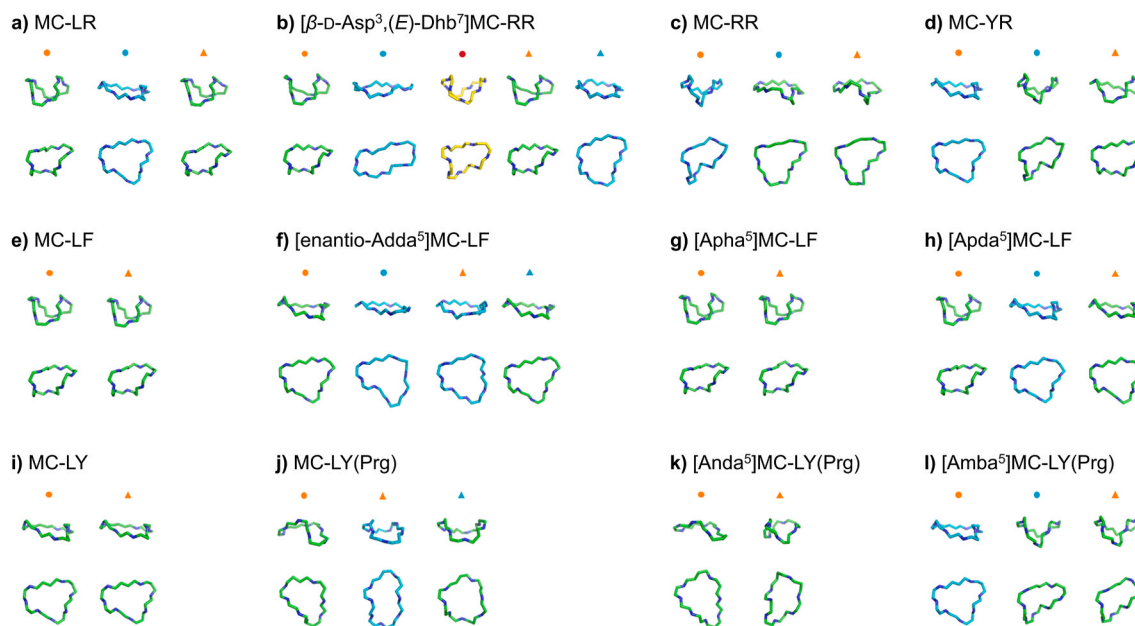 a) MC-LR
b) [β-D-Asp³,(E)-Dhb⁷]MC-RR
c) MC-RR
d) MC-YR
e) MC-LF
f) [enantio-Adda⁵]MC-LF
g) [Apha⁵]MC-LF
h) [Apda⁵]MC-LF
i) MC-LY
j) MC-LY(Prg)
k) [Anda⁵]MC-LY(Prg)
l) [Amba⁵]MC-LY(Prg)